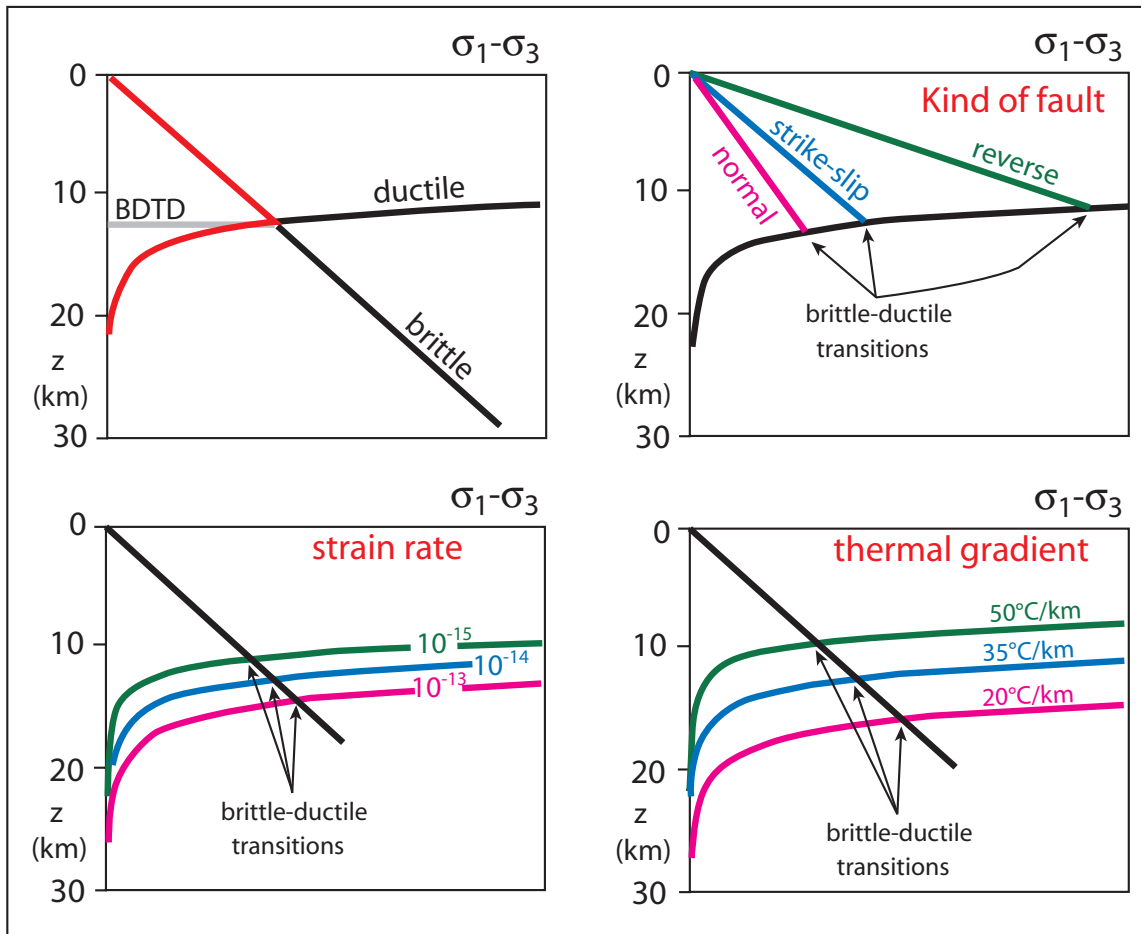 σ1-σ3
0
10
20
z
(km)
30
BDTD
ductile
brittle
σ1-σ3
0
10
20
z
(km)
30
Kind of fault
normal
strike-slip
reverse
brittle-ductile
transitions
σ1-σ3
0
10
20
z
(km)
30
strain rate
10-15
10-14
10-13
brittle-ductile
transitions
σ1-σ3
0
10
20
z
(km)
30
thermal gradient
50°C/km
35°C/km
20°C/km
brittle-ductile
transitions